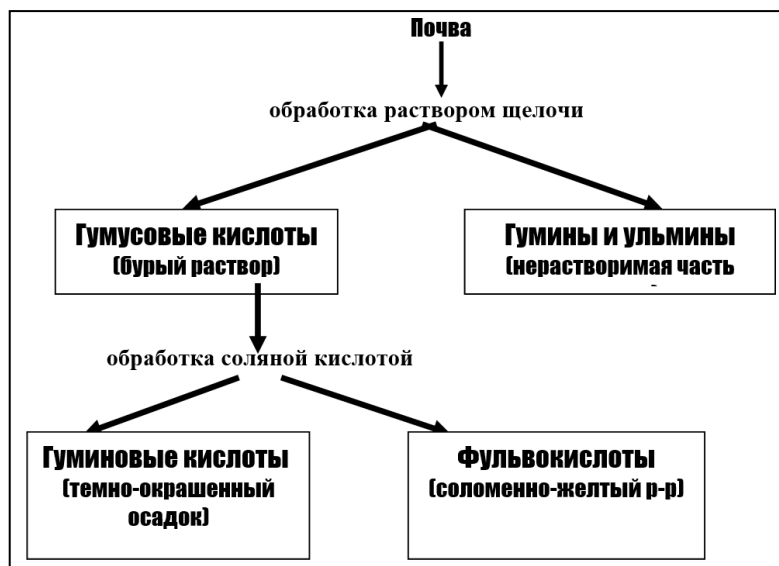 Почва
обработка раствором щелочи
Гумусовые кислоты
(бурый раствор)
Гумины и ульмины
(нерастворимая часть
обработка соляной кислотой
Гуминовые кислоты
(темно-окрашенный
осадок)
Фульвокислоты
(соломенно-желтый р-р)